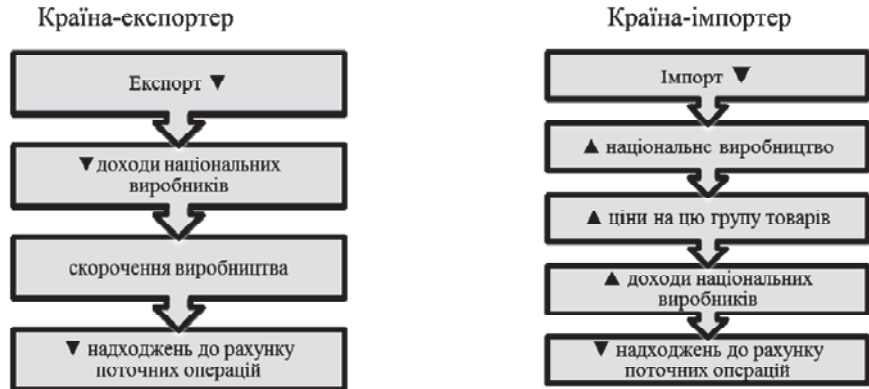 Країна-експортер
Експорт ▼
▼ доходи національних
виробників
скорочення виробництва
▼ надходжень до рахунку
поточних операцій
Країна-імпортер
Імпорт ▼
▲ національне виробництво
▲ ціни на цю групу товарів
▲ доходи національних
виробників
▼ надходжень до рахунку
поточних операцій